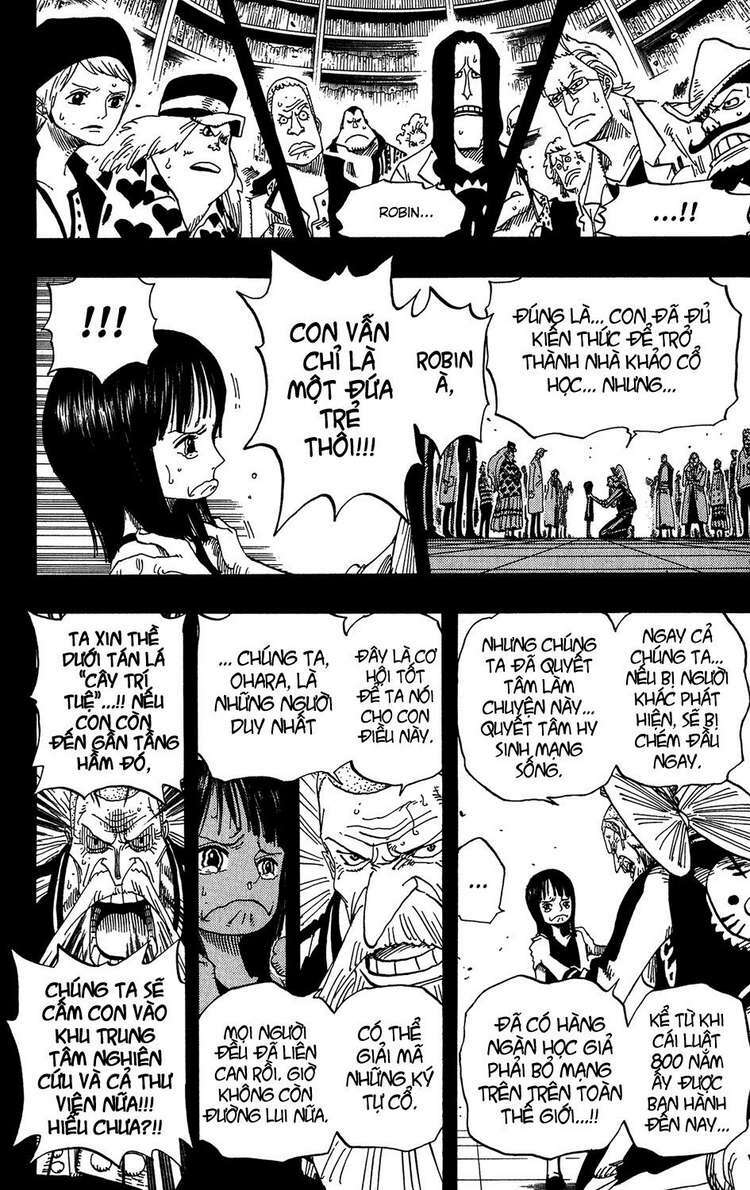 ...!!
ROBIN...
ĐÚNG LÀ... CON ĐÃ ĐỦ
KIẾN THỨC ĐỂ TRỞ
THÀNH NHÀ KHẢO CỔ
HỌC... NHƯNG...
ROBIN
À,
CON VẪN
CHỈ LÀ
MỘT ĐỨA
TRẺ
THÔI!!!
!!!
NGAY CẢ
CHÚNG TA...
NẾU BỊ NGƯỜI
KHÁC PHÁT
HIỆN, SẼ BỊ
CHÉM ĐẦU
NGAY.
NHƯNG CHÚNG
TA ĐÃ QUYẾT
TÂM LÀM
CHUYỆN NÀY...
QUYẾT TÂM HY
SINH MẠNG
SỐNG.
...
KỂ TỪ KHI
CÁI LUẬT
800 NĂM
ẤY ĐƯỢC
BAN HÀNH
ĐẾN NAY...
ĐÃ CÓ HÀNG
NGÀN HỌC GIẢ
PHẢI BỎ MẠNG
TRÊN TRÊN TOÀN
THẾ GIỚI...!!
ĐÂY LÀ CƠ
HỘI TỐT
ĐỂ TA NÓI
CHO CON
ĐIỀU NÀY.
... CHÚNG TA,
OHARA, LÀ
NHỮNG NGƯỜI
DUY NHẤT
CÓ THỂ
GIẢI MÃ
NHỮNG KÝ
TỰ CỔ.
MỌI NGƯỜI
ĐỀU ĐÃ LIÊN
CAN RỒI. GIỜ
KHÔNG CÒN
ĐƯỜNG LUI NỮA.
TA XIN THỀ
DƯỚI TÁN LÁ
"CÂY TRÍ
TUỆ"...!! NẾU
CON CÒN
ĐẾN GẦN TẦNG
HẦM ĐÓ,
CHÚNG TA SẼ
CẤM CON VÀO
KHU TRUNG
TÂM NGHIÊN
CỨU VÀ CẢ THƯ
VIỆN NỮA!!!
HIỂU CHƯA?!!